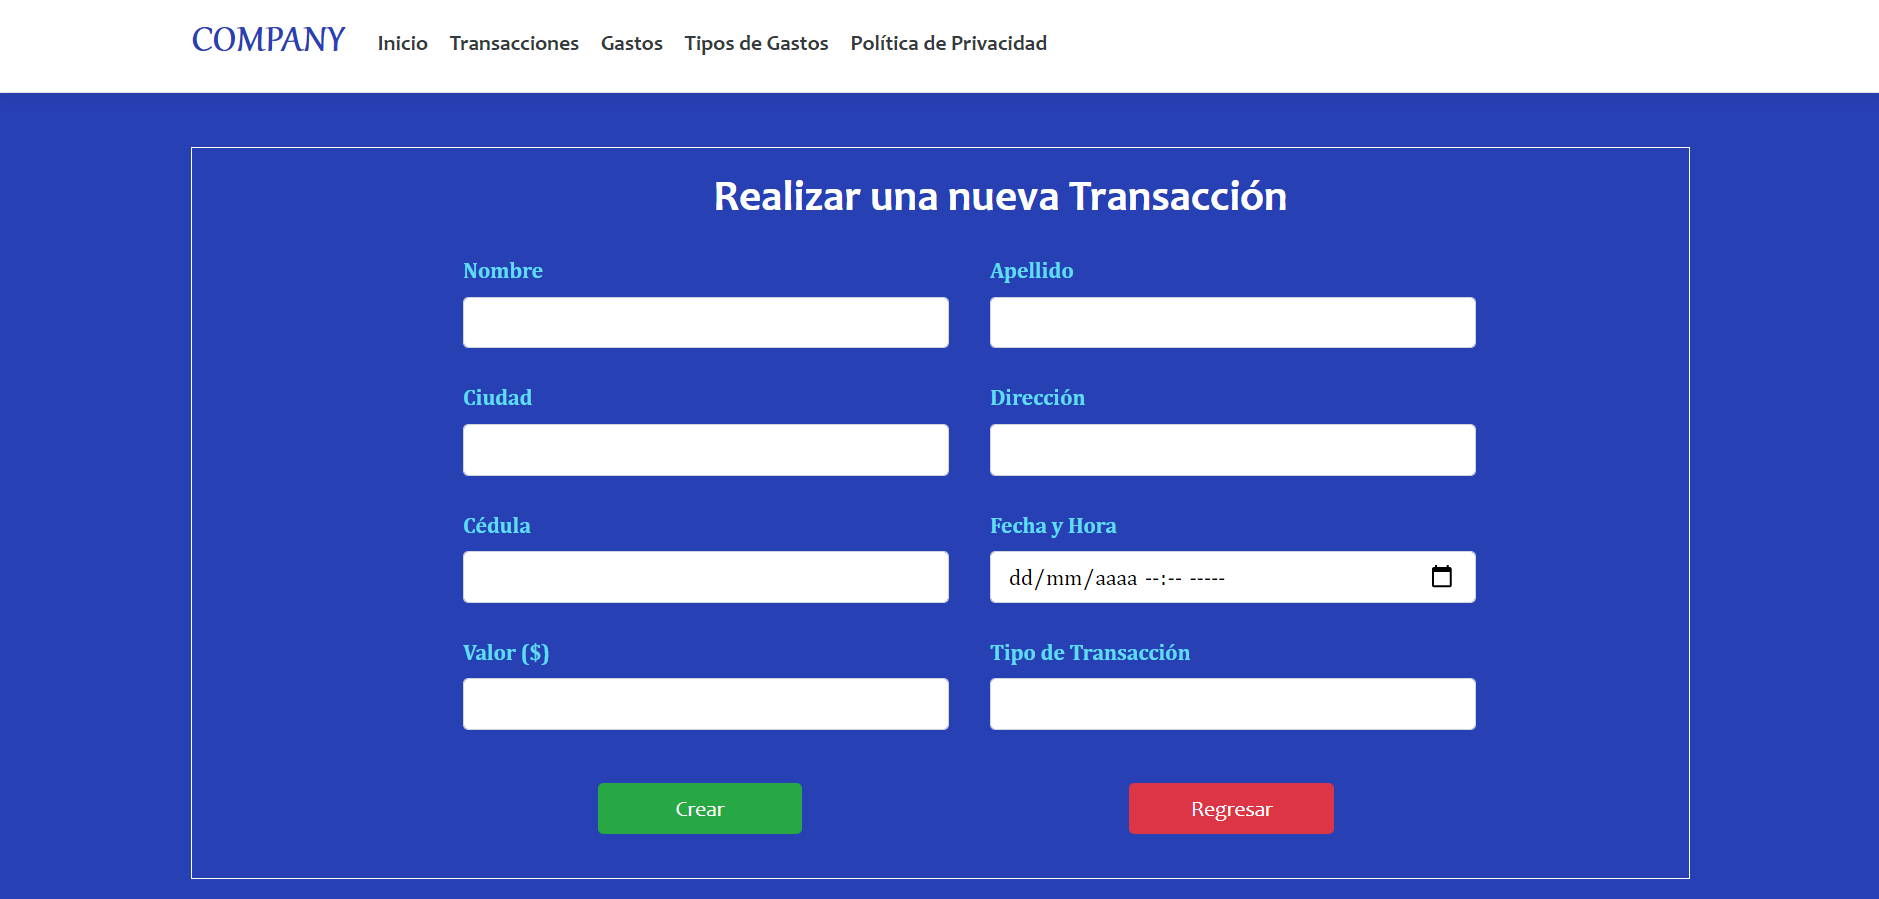 COMPANY Inicio Transacciones Gastos Tipos de Gastos Política de Privacidad
Realizar una nueva Transacción
Nombre Apellido
Ciudad Dirección
Cédula Fecha y Hora
dd/mm/aaaa --:-- -----
Valor ($) Tipo de Transacción
Crear Regresar